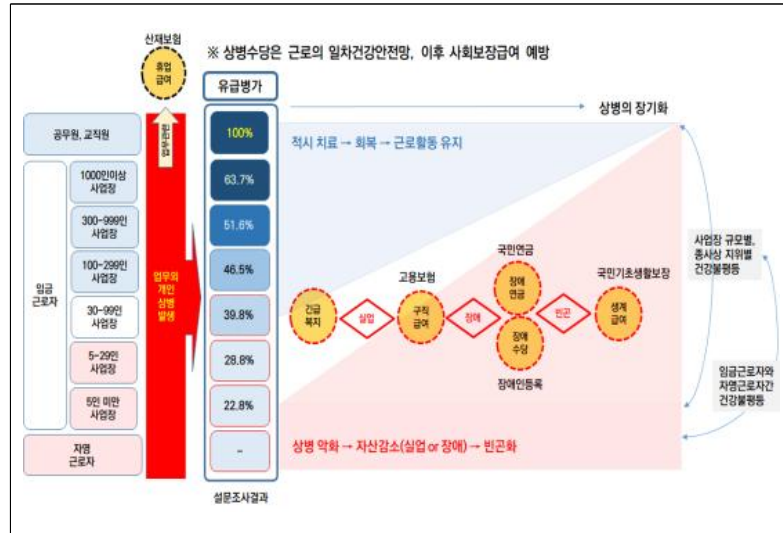 산재보험
휴업
급여
※ 상병수당은 근로의 일차건강안전망, 이후 사회보장급여 예방
유급병가
상병의 장기화
공무원, 교직원
업무관련
100%
적시 치료 → 회복 → 근로활동 유지
임금
근로자
1000인이상
사업장
63.7%
300-999인
사업장
51.6%
100-299인
사업장
46.5%
30-99인
사업장
39.8%
5-29인
사업장
28.8%
5인 미만
사업장
22.8%
자영
근로자
-
업무외
개인
상병
발생
긴급
복지
실업
고용보험
구직
급여
장애
국민연금
장애
연금
장애
수당
장애인등록
빈곤
국민기초생활보장
생계
급여
사업장 규모별,
종사상 지위별
건강불평등
임금근로자와
자영근로자간
건강불평등
상병 악화 → 자산감소(실업 or 장애) → 빈곤화
설문조사결과